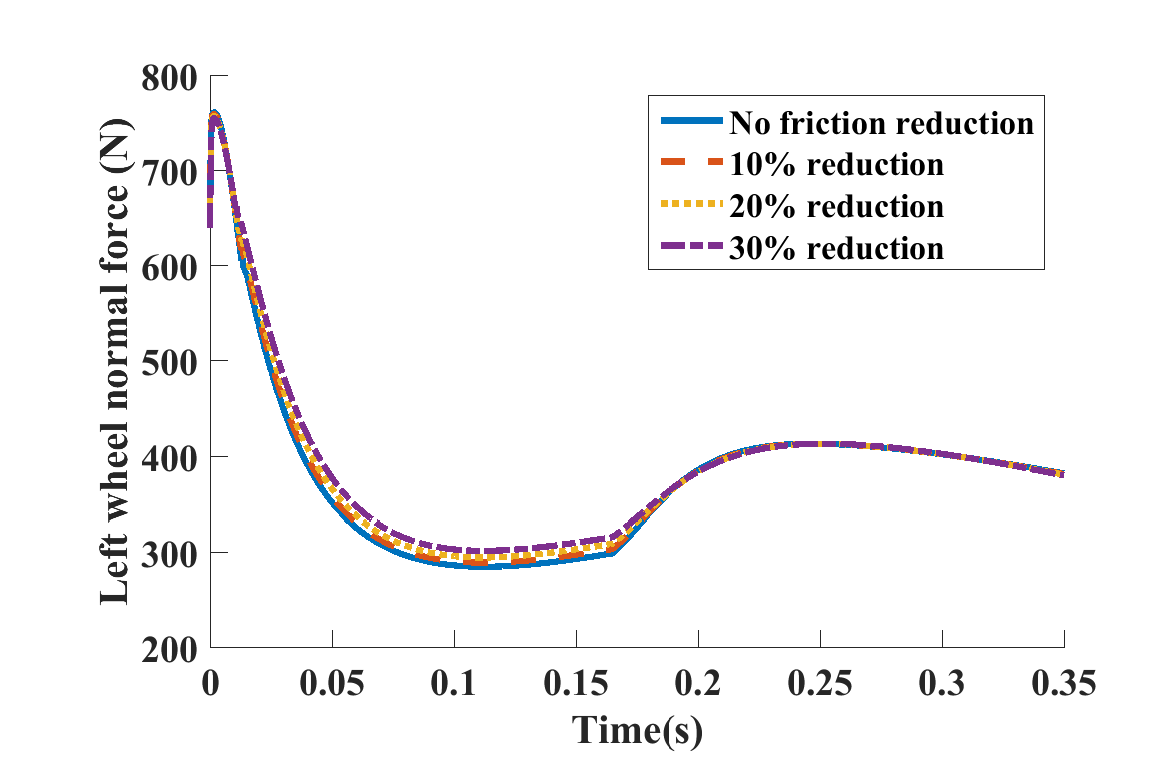 800
700
600
500
400
300
200
Left wheel normal force (N)
No friction reduction
10% reduction
20% reduction
30% reduction
0
0.05
0.1
0.15
0.2
0.25
0.3
0.35
Time(s)